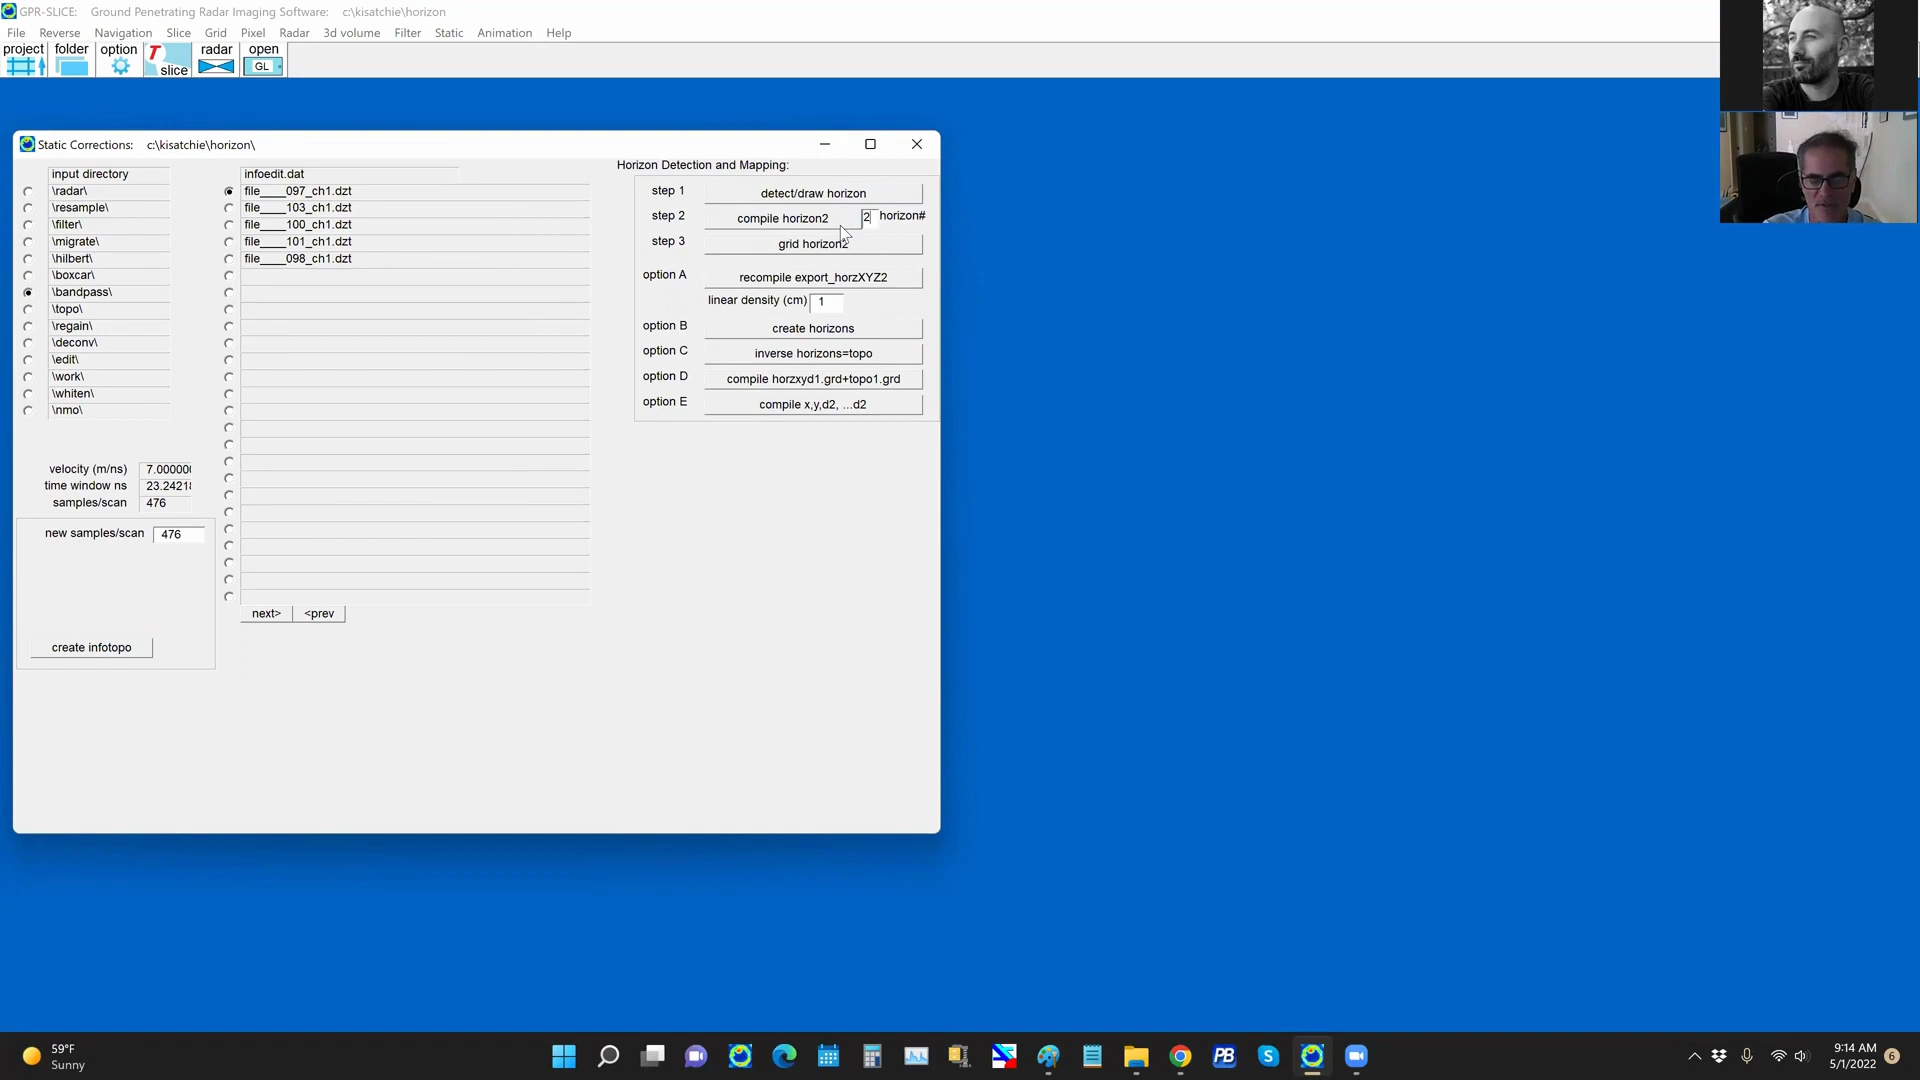 GPR-SLICE: Ground Penetrating Radar Imaging Software: c:\kisatchie\horizon
File Reverse Navigation Slice Grid Pixel Radar 3d volume Filter Static Animation Help
project folder option T slice radar open GL
Static Corrections: c:\kisatchie\horizon\
input directory
\radar\
\resample\
\filter\
\migrate\
\hilbert\
\boxcar\
\bandpass\
\topo\
\regain\
\deconv\
\edit\
\work\
\whiten\
\nmo\
velocity (m/ns) 7.00000
time window ns 23.2421
samples/scan 476
new samples/scan 476
create infotopo
infoedit.dat
file____097_ch1.dzt
file____103_ch1.dzt
file____100_ch1.dzt
file____101_ch1.dzt
file____098_ch1.dzt
next> <prev
Horizon Detection and Mapping:
step 1 detect/draw horizon
step 2 compile horizon2 2 horizon#
step 3 grid horizon2
option A recompile export_horzXYZ2
linear density (cm) 1
option B create horizons
option C inverse horizons=topo
option D compile horzxyd1.grd+topo1.grd
option E compile x,y,d2, ...d2
59°F
Sunny
PB
9:14 AM
5/1/2022
6